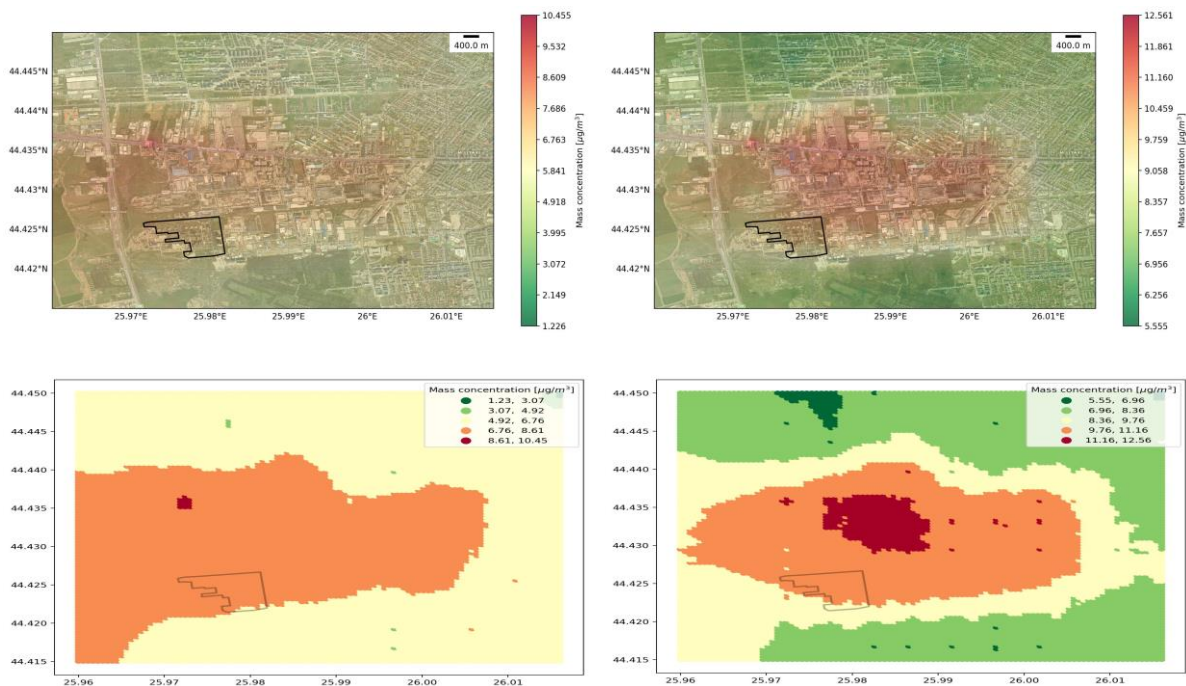 400.0 m
44.445°N
44.44°N
44.435°N
44.43°N
44.425°N
44.42°N
25.97°E
25.98°E
25.99°E
26°E
26.01°E
10.455
9.532
8.609
7.686
6.763
5.841
4.918
3.995
3.072
2.149
1.226
Mass concentration [µg/m³]
400.0 m
44.445°N
44.44°N
44.435°N
44.43°N
44.425°N
44.42°N
25.97°E
25.98°E
25.99°E
26°E
26.01°E
12.561
11.861
11.160
10.459
9.759
9.058
8.357
7.657
6.956
6.256
5.555
Mass concentration [µg/m³]
Mass concentration [µg/m³]
1.23, 3.07
3.07, 4.92
4.92, 6.76
6.76, 8.61
8.61, 10.45
44.450
44.445
44.440
44.435
44.430
44.425
44.420
44.415
25.96
25.97
25.98
25.99
26.00
26.01
Mass concentration [µg/m³]
5.55, 6.96
6.96, 8.36
8.36, 9.76
9.76, 11.16
11.16, 12.56
44.450
44.445
44.440
44.435
44.430
44.425
44.420
44.415
25.96
25.97
25.98
25.99
26.00
26.01